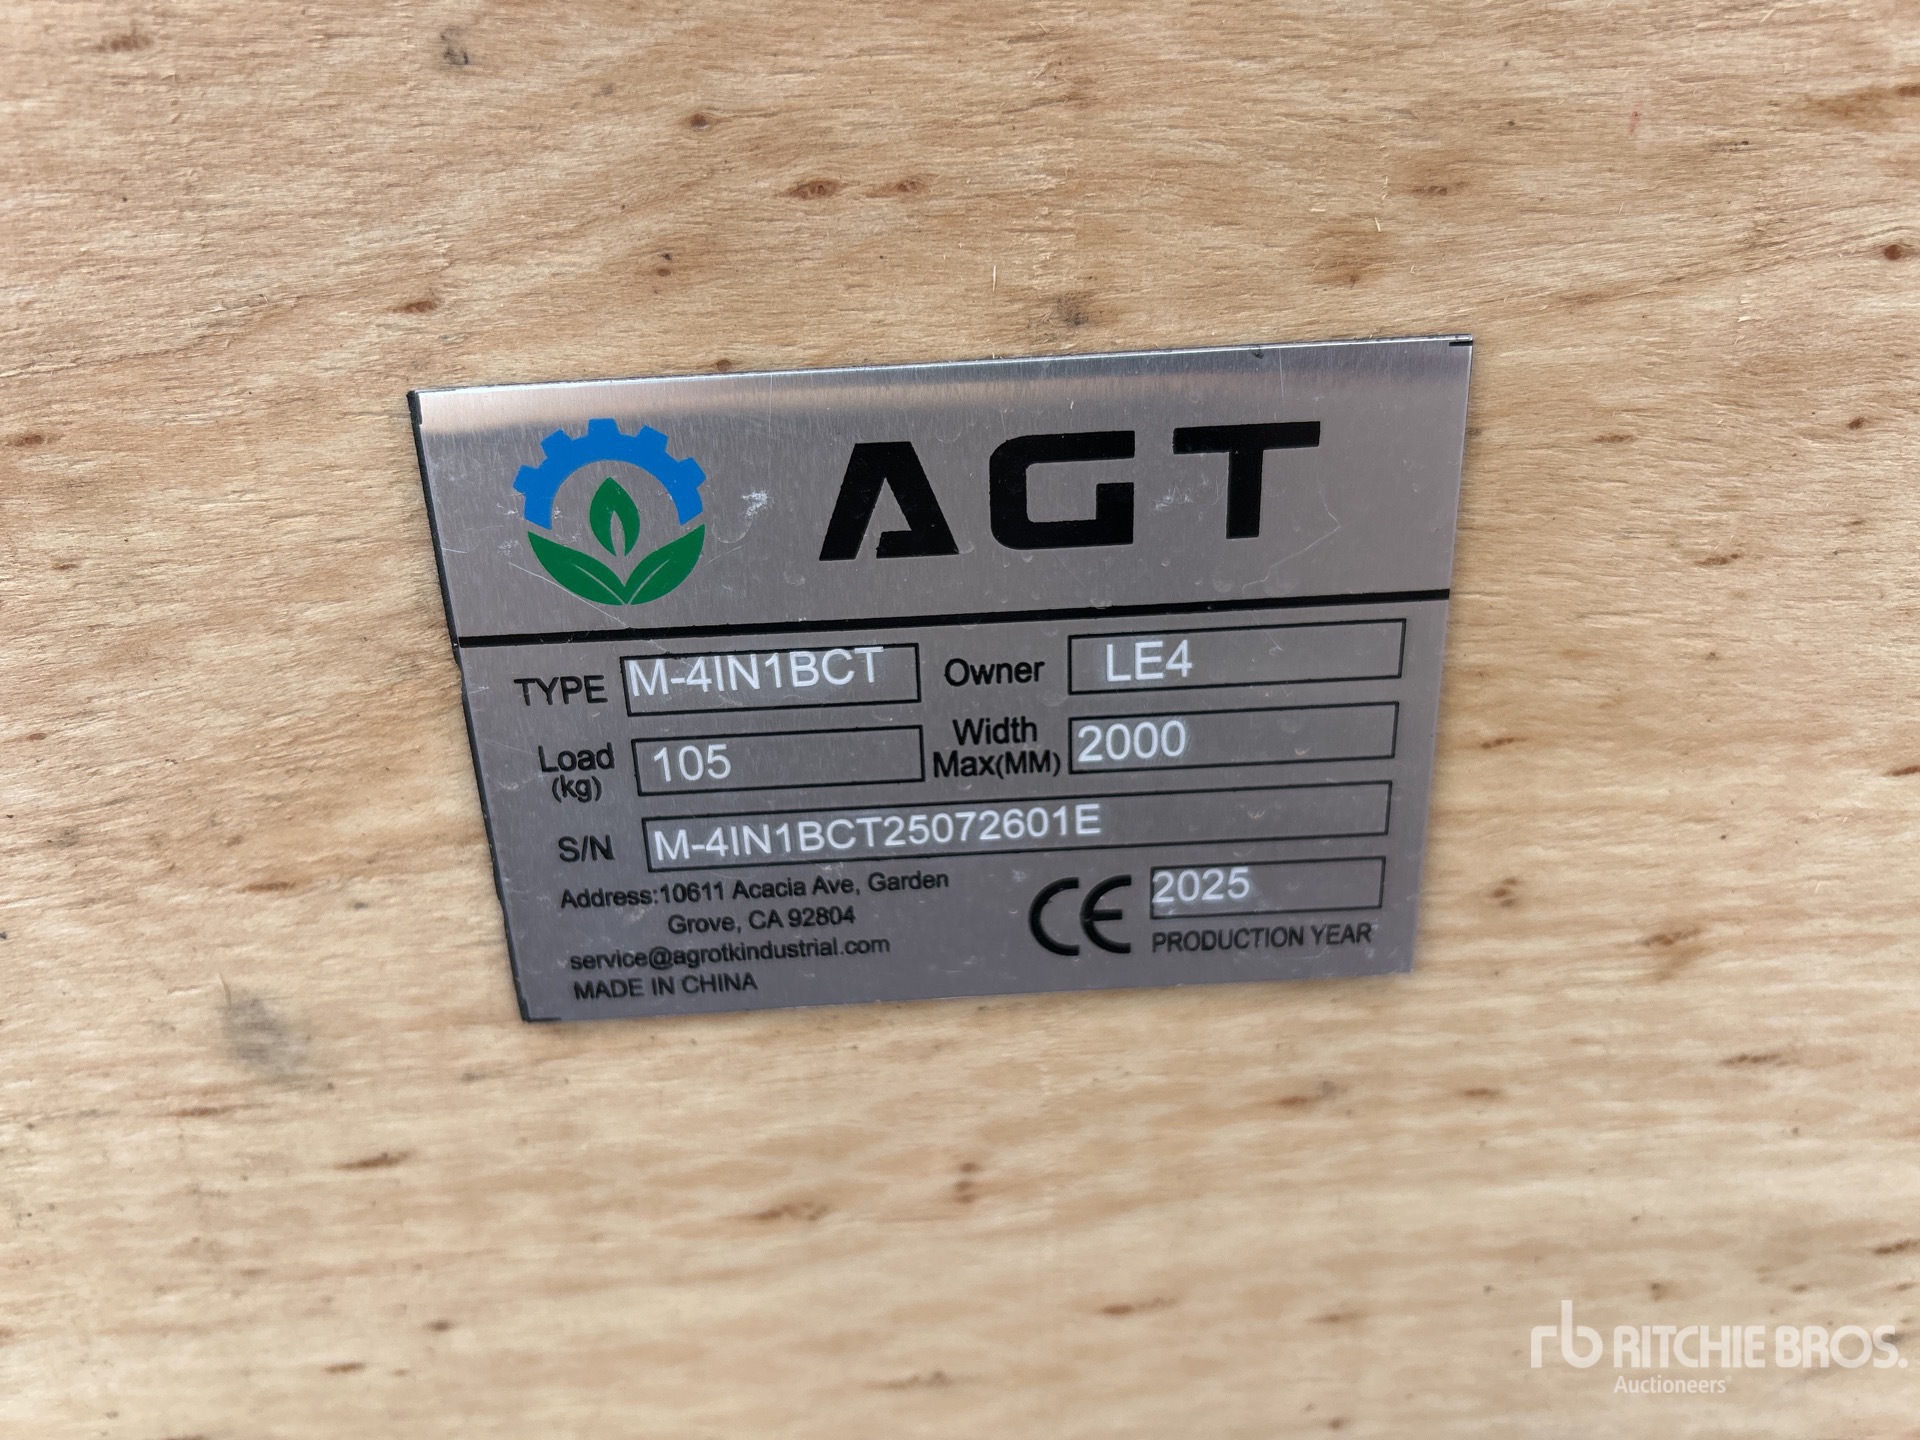 AGT
TYPE M-4IN1BCT Owner LE4
Load (kg) 105 Width Max(MM) 2000
S/N M-4IN1BCT25072601E
Address:10611 Acacia Ave, Garden
Grove, CA 92804
service@agrotkindustrial.com
MADE IN CHINA
CE 2025
PRODUCTION YEAR
rb RITCHIE BROS.
Auctioneers